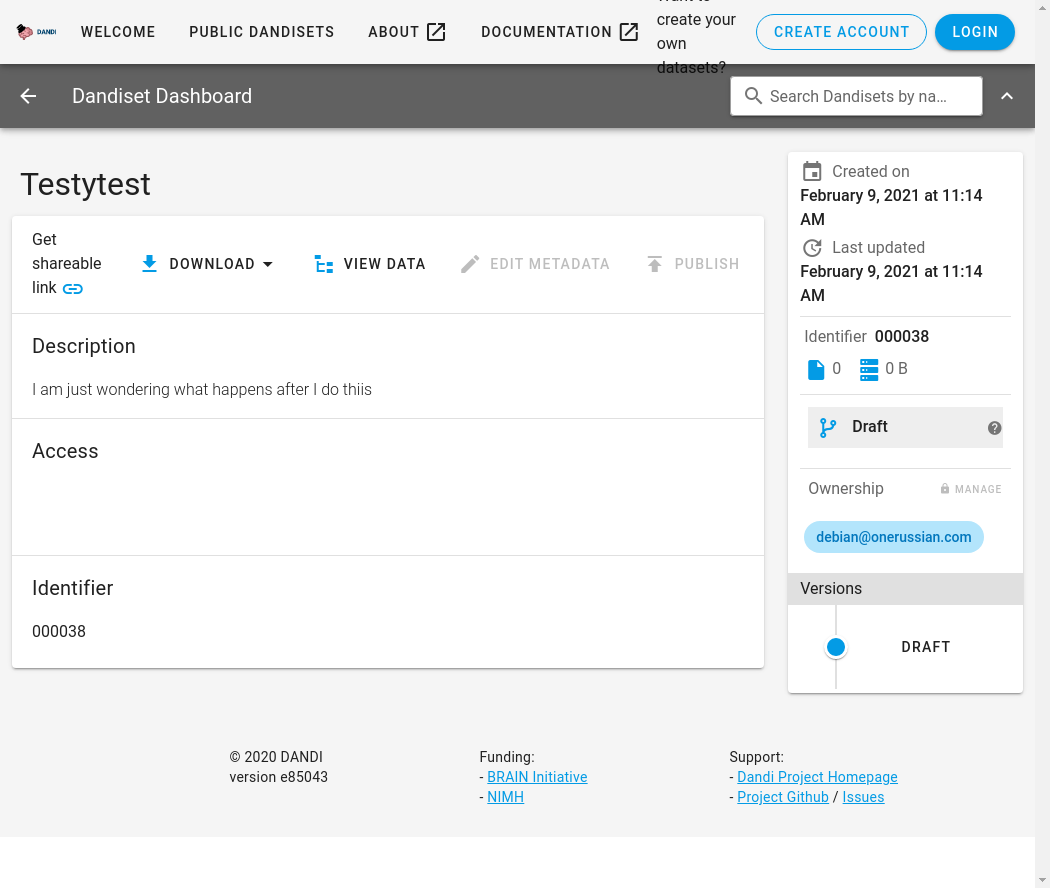 DANDI
WELCOME
PUBLIC DANDISETS
ABOUT
DOCUMENTATION
create your
own
datasets?
CREATE ACCOUNT
LOGIN
Dandiset Dashboard
Search Dandisets by na…
Testytest
Get
shareable
link
DOWNLOAD
VIEW DATA
EDIT METADATA
PUBLISH
Description
I am just wondering what happens after I do thiis
Access
Identifier
000038
Created on
February 9, 2021 at 11:14
AM
Last updated
February 9, 2021 at 11:14
AM
Identifier 000038
0
0 B
Draft
Ownership
MANAGE
debian@onerussian.com
Versions
DRAFT
© 2020 DANDI
version e85043
Funding:
- BRAIN Initiative
- NIMH
Support:
- Dandi Project Homepage
- Project Github / Issues